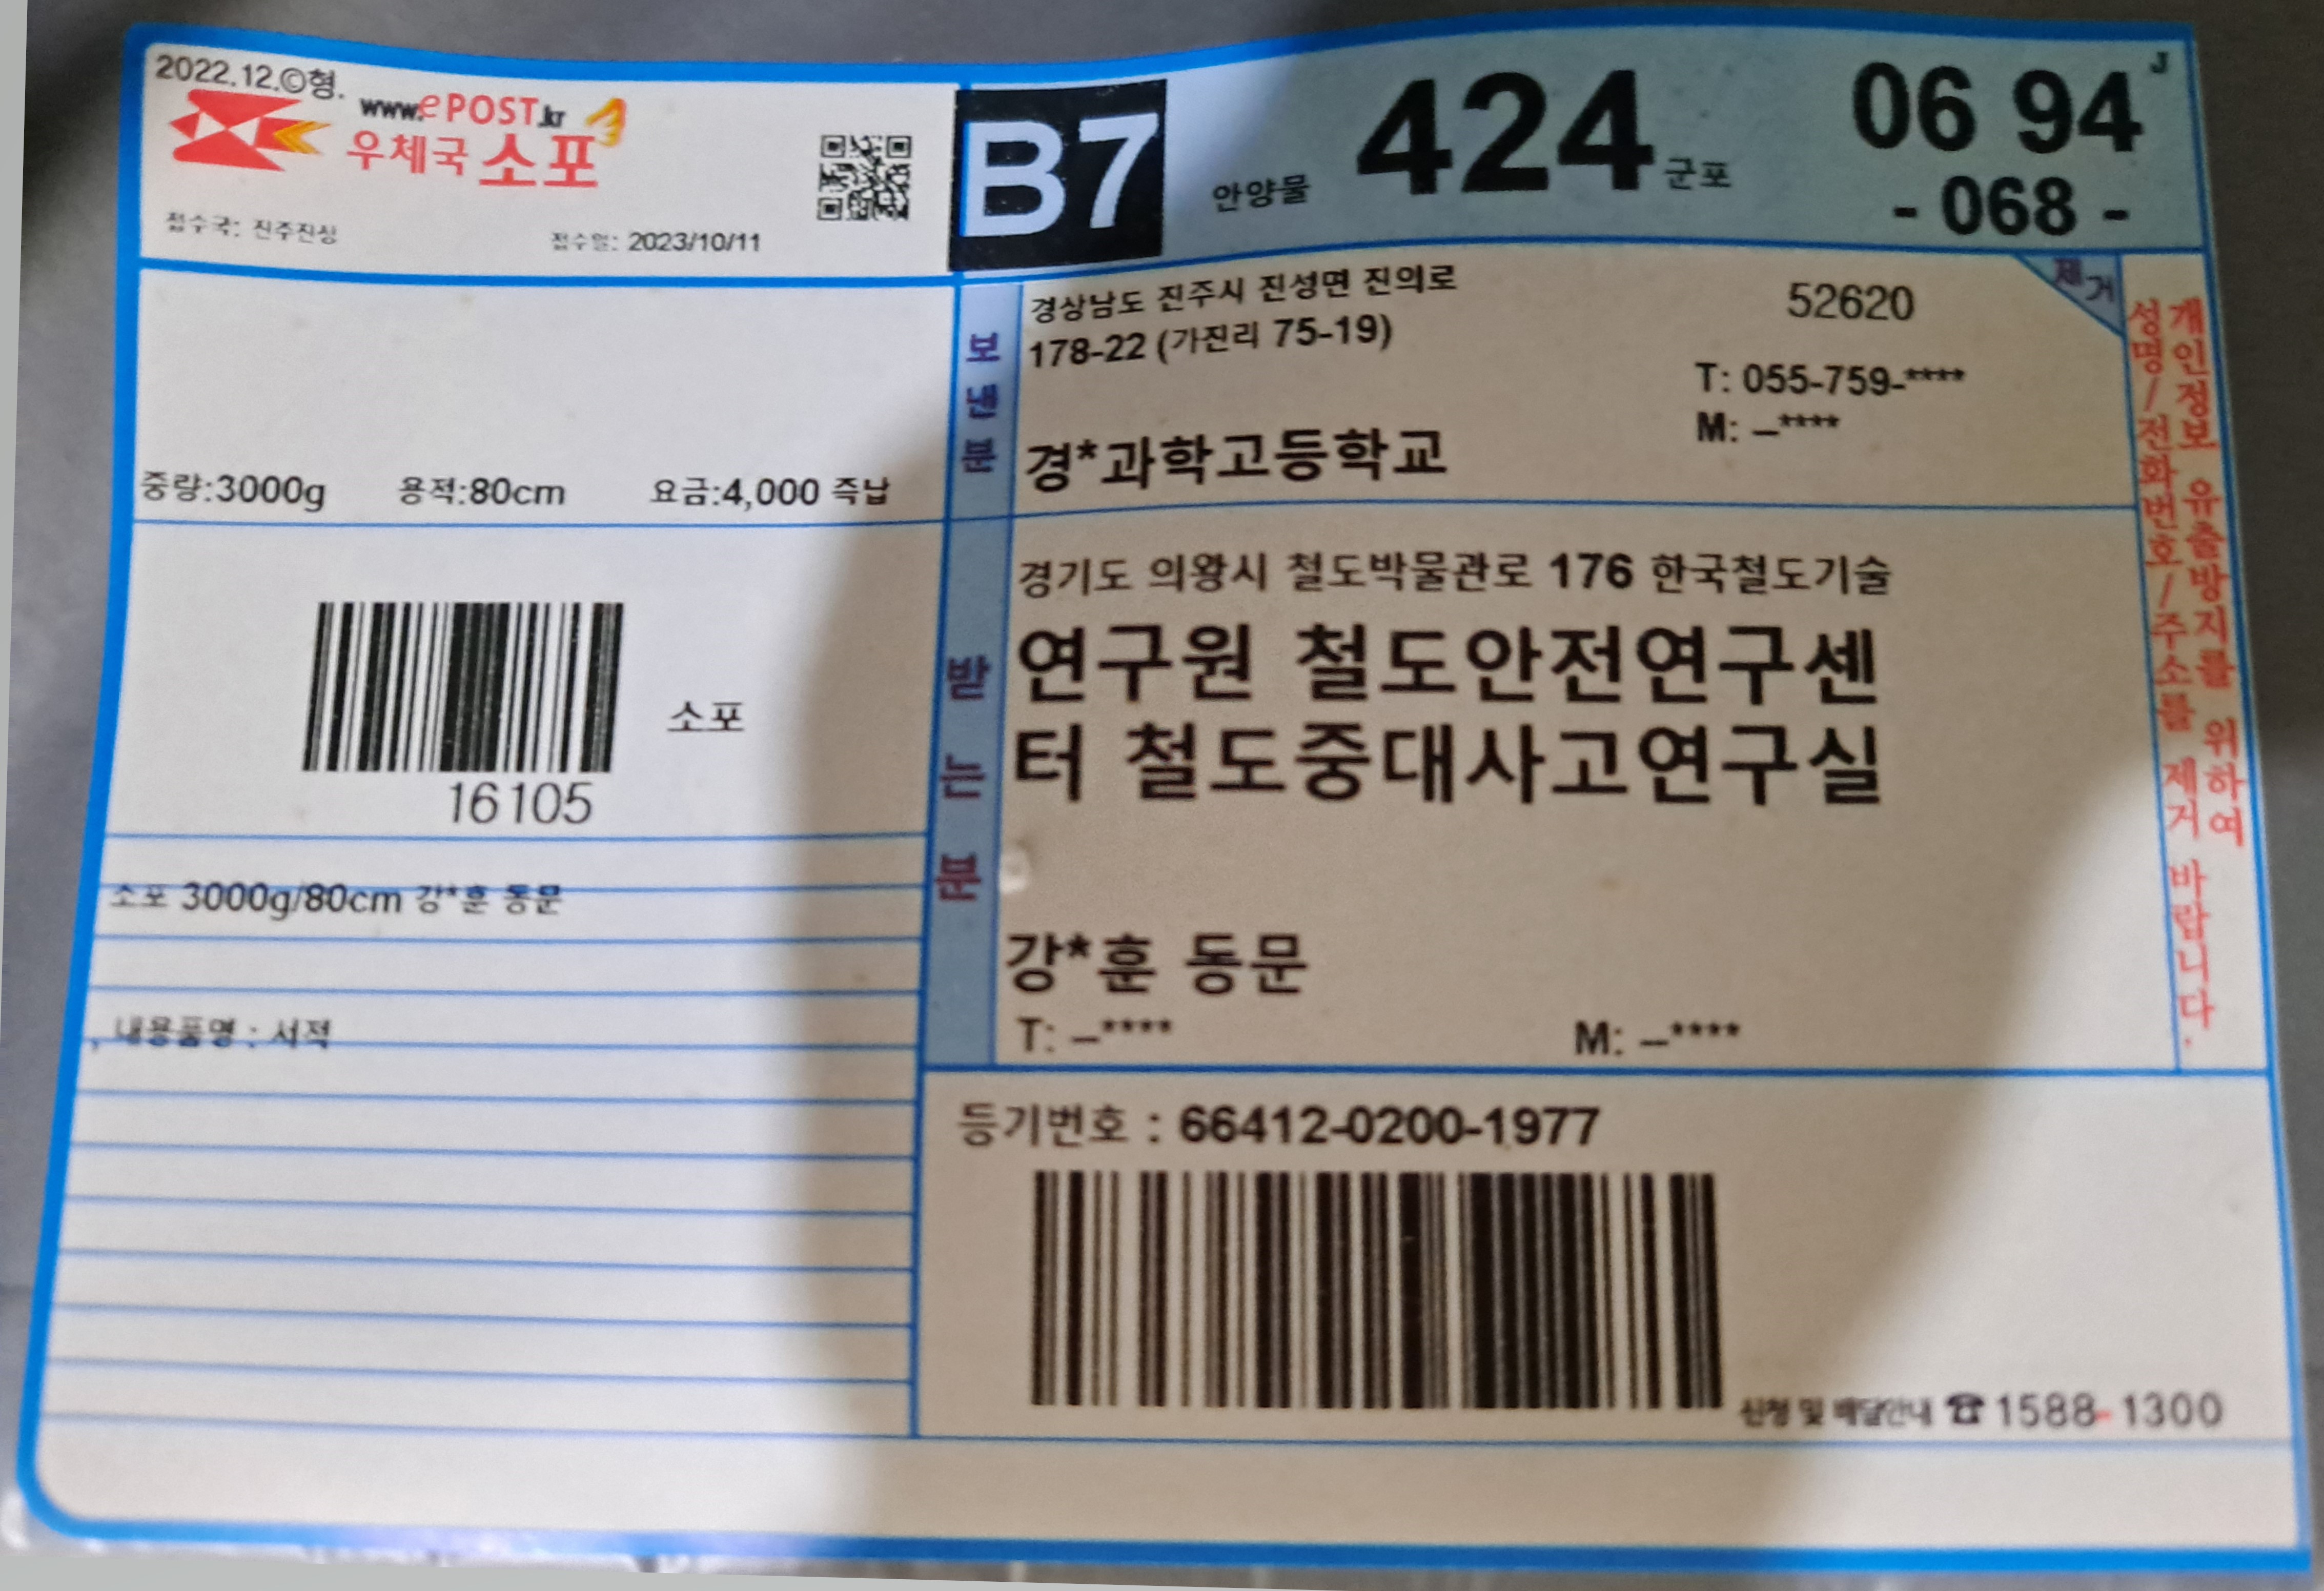 2022.12.©형.
www.ePOST.kr
우체국 소포
접수국: 진주진성
접수일: 2023/10/11
B7
안양물 424 군포
06 94 J
- 068 -
중량:3000g 용적:80cm 요금:4,000 즉납
16105
소포
소포 3000g/80cm 강*훈 동문
, 내용품명 : 서적
보내는분
경상남도 진주시 진성면 진의로
178-22 (가진리 75-19)
52620
T: 055-759-****
M: –****
경*과학고등학교
받는분
경기도 의왕시 철도박물관로 176 한국철도기술
연구원 철도안전연구센
터 철도중대사고연구실
강*훈 동문
T: –****
M: –****
제거
개인정보 유출방지를 위하여
성명/전화번호/주소를 제거 바랍니다.
등기번호 : 66412-0200-1977
신청 및 배달안내 ☎ 1588-1300